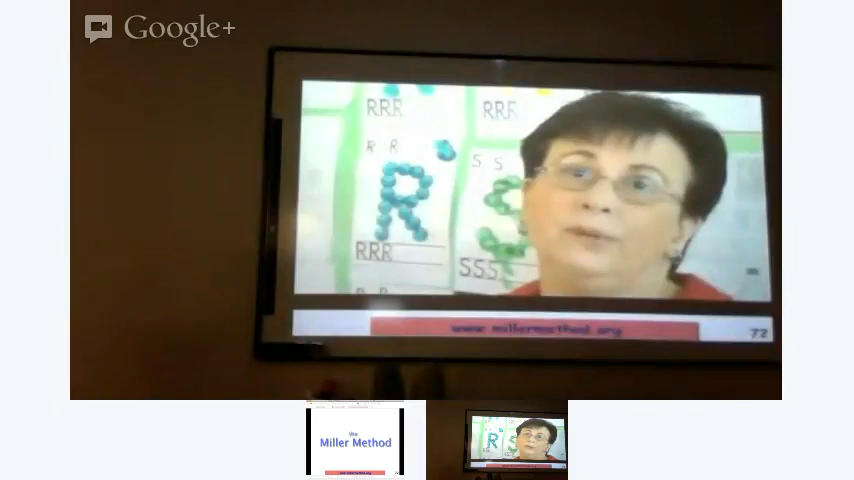 Google+
RRR
RRR
R R
R
S S
S
RRR
SSS
www.millermethod.org
72
the
Miller Method